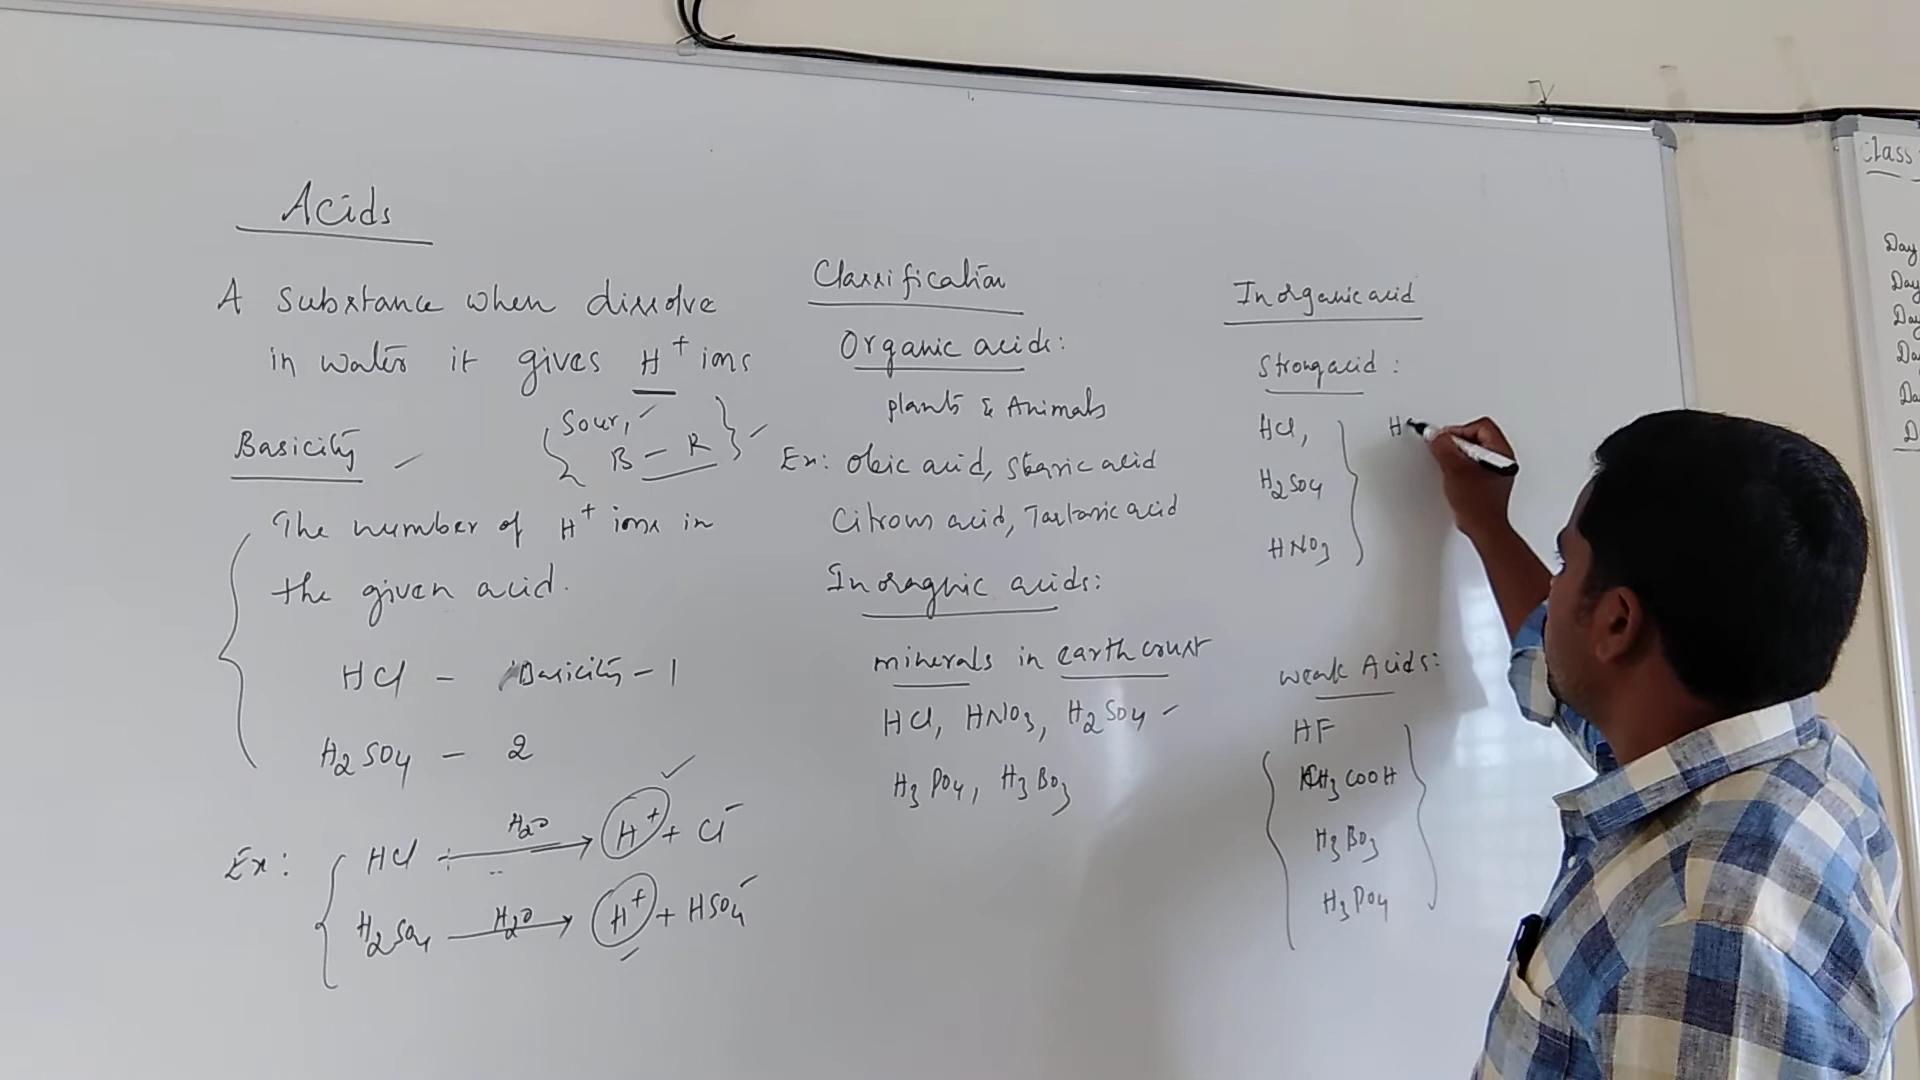 Acids
A substance when dissolve
in water it gives H⁺ ions
Sour,
B - R
Basicity
The number of H⁺ ions in
the given acid.
HCl - Basicity - 1
H₂SO₄ - 2
Ex: HCl H₂O → H⁺ + Cl⁻
H₂SO₄ H₂O → H⁺ + HSO₄⁻
Classification
Organic acids:
plants & Animals
Ex: Oleic acid, Stearic acid
Citrous acid, Tartaric acid
Inoragnic acids:
minerals in earth crust
HCl, HNO₃, H₂SO₄
H₃PO₄, H₃BO₃
Inorganic acid
Strong acid:
HCl,
H₂SO₄
HNO₃
weak Acids:
HF
CH₃COOH
H₃BO₃
H₃PO₄
Class
Day
Day
Day